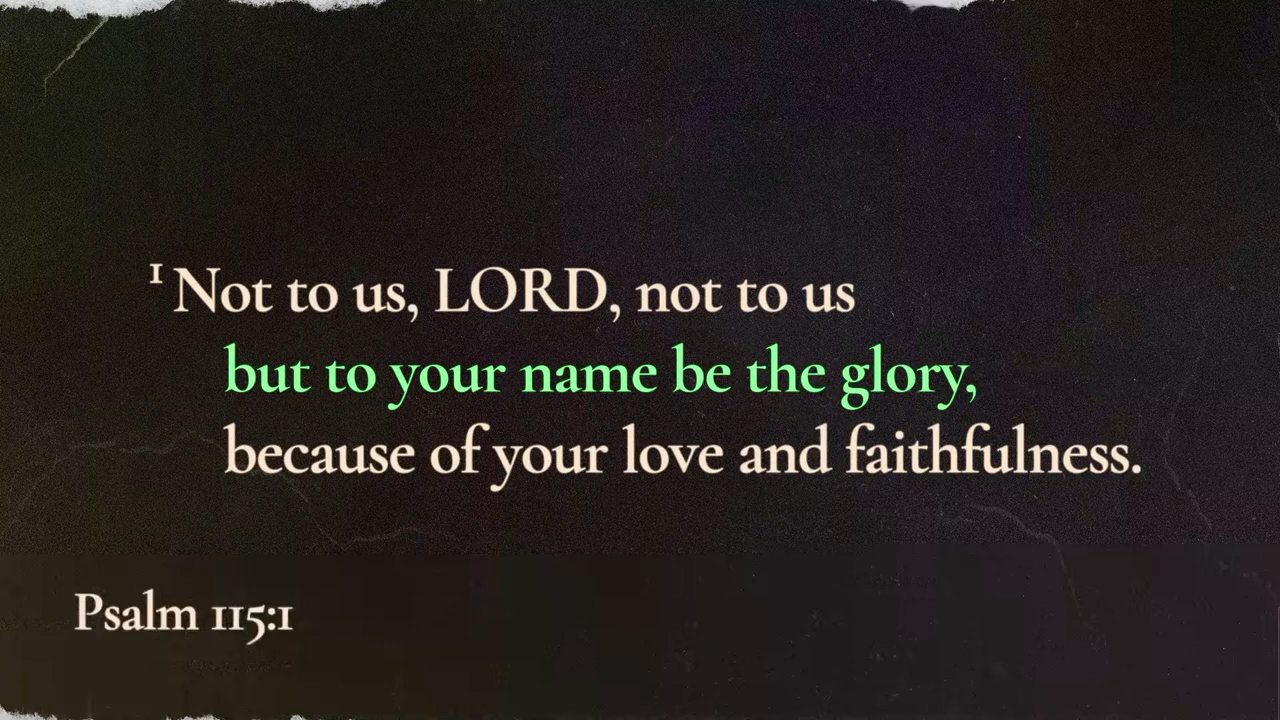 1 Not to us, LORD, not to us
but to your name be the glory,
because of your love and faithfulness.
Psalm 115:1